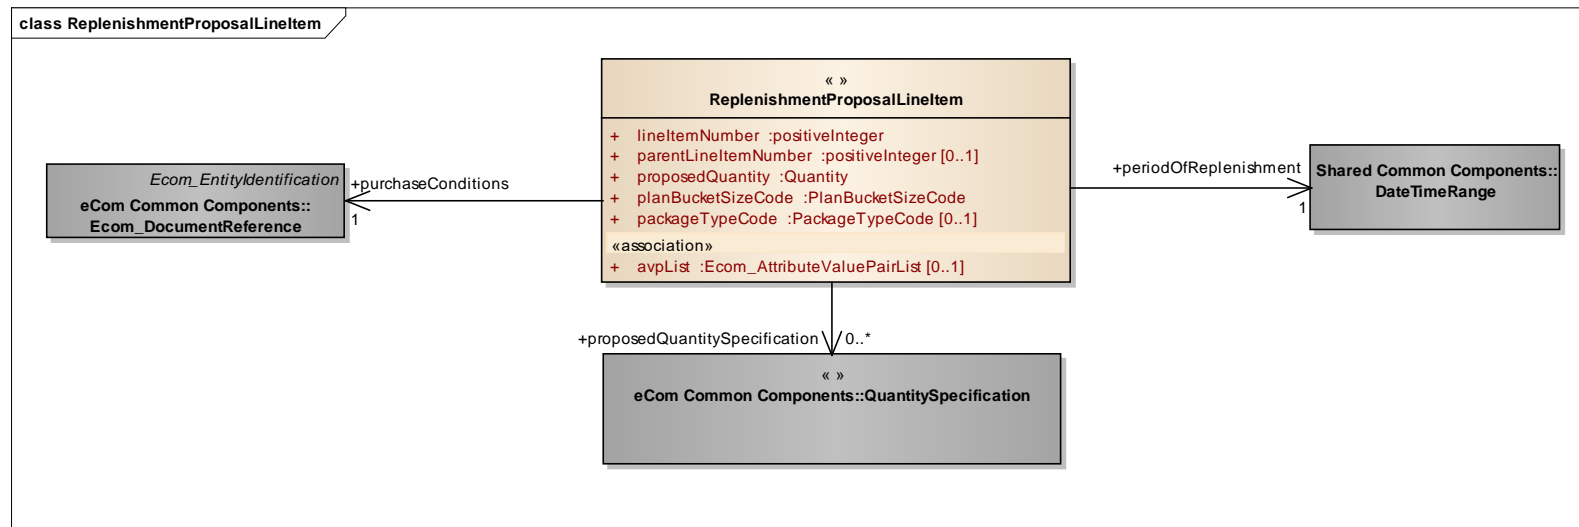 class ReplenishmentProposalLineItem
« »
ReplenishmentProposalLineItem
+ lineItemNumber :positiveInteger
+ parentLineItemNumber :positiveInteger [0..1]
+ proposedQuantity :Quantity
+ planBucketSizeCode :PlanBucketSizeCode
+ packageTypeCode :PackageTypeCode [0..1]
«association»
+ avpList :Ecom_AttributeValuePairList [0..1]
Ecom_EntityIdentification
eCom Common Components::
Ecom_DocumentReference
+purchaseConditions
1
+periodOfReplenishment
1
Shared Common Components::
DateTimeRange
+proposedQuantitySpecification
0..*
« »
eCom Common Components::QuantitySpecification